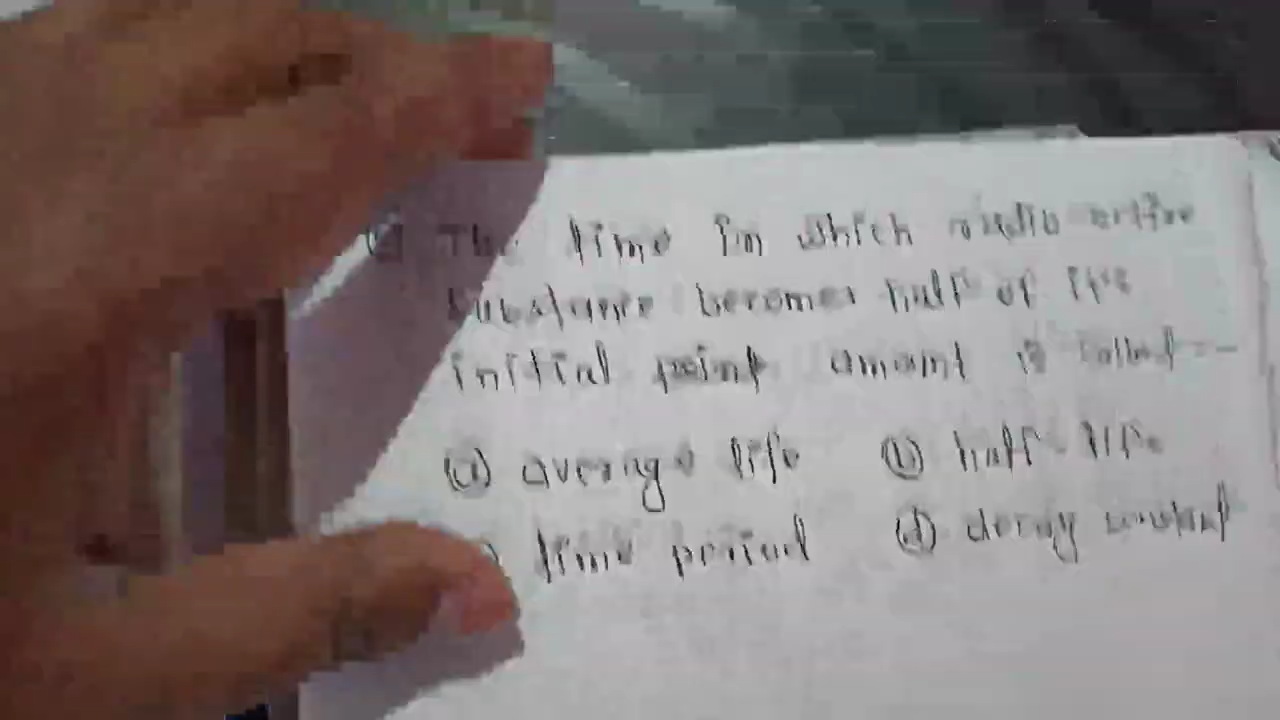 The time in which radio active
substance becomes half of its
initial point amount is called --
(a) average life (b) half-life
) time period (d) decay constant